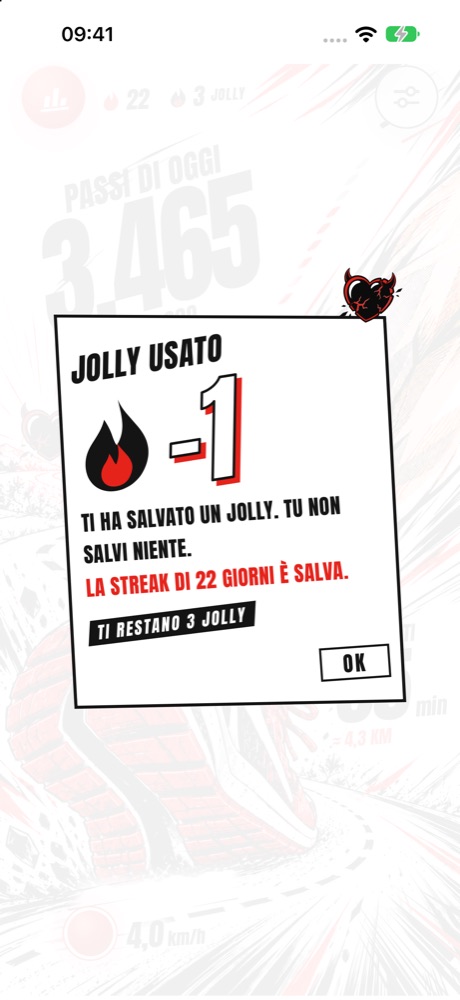 09:41
22
3 JOLLY
PASSI DI OGGI
3.465
JOLLY USATO
-1
TI HA SALVATO UN JOLLY. TU NON
SALVI NIENTE.
LA STREAK DI 22 GIORNI È SALVA.
TI RESTANO 3 JOLLY
OK
min
= 4,3 KM
4,0 km/h